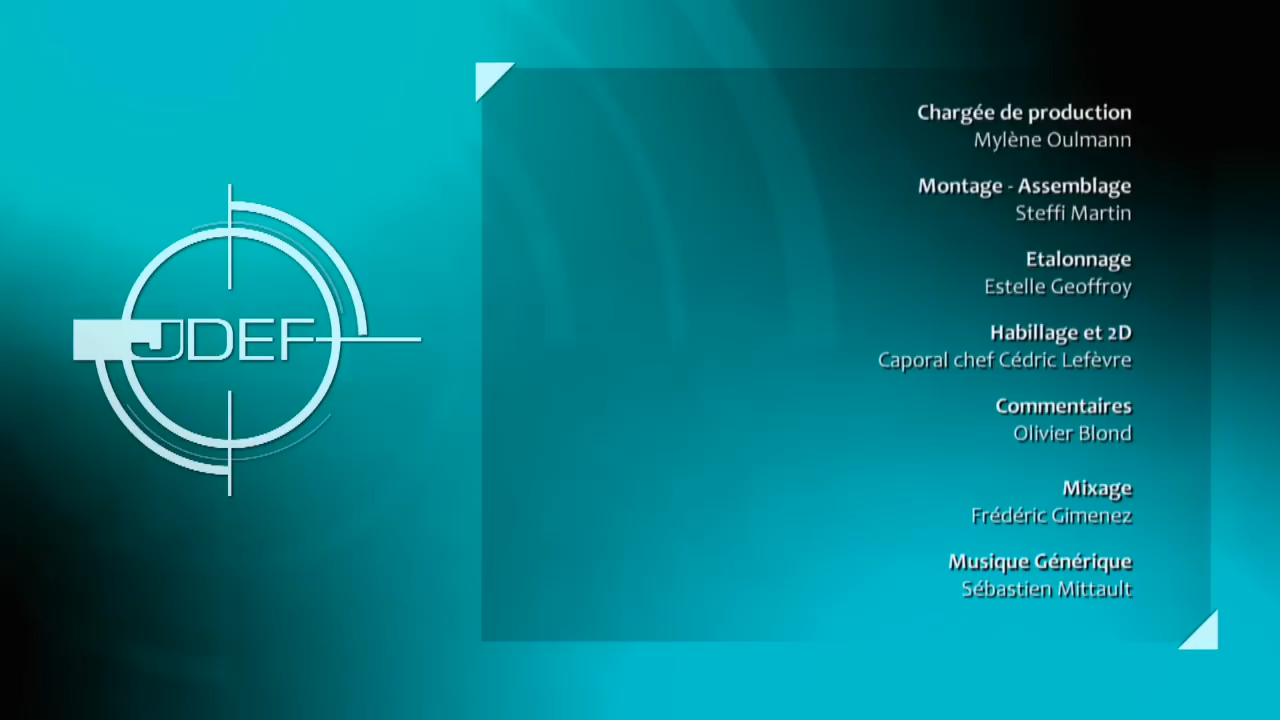 JDEF
Chargée de production
Mylène Oulmann
Montage - Assemblage
Steffi Martin
Etalonnage
Estelle Geoffroy
Habillage et 2D
Caporal chef Cédric Lefèvre
Commentaires
Olivier Blond
Mixage
Frédéric Gimenez
Musique Générique
Sébastien Mittault